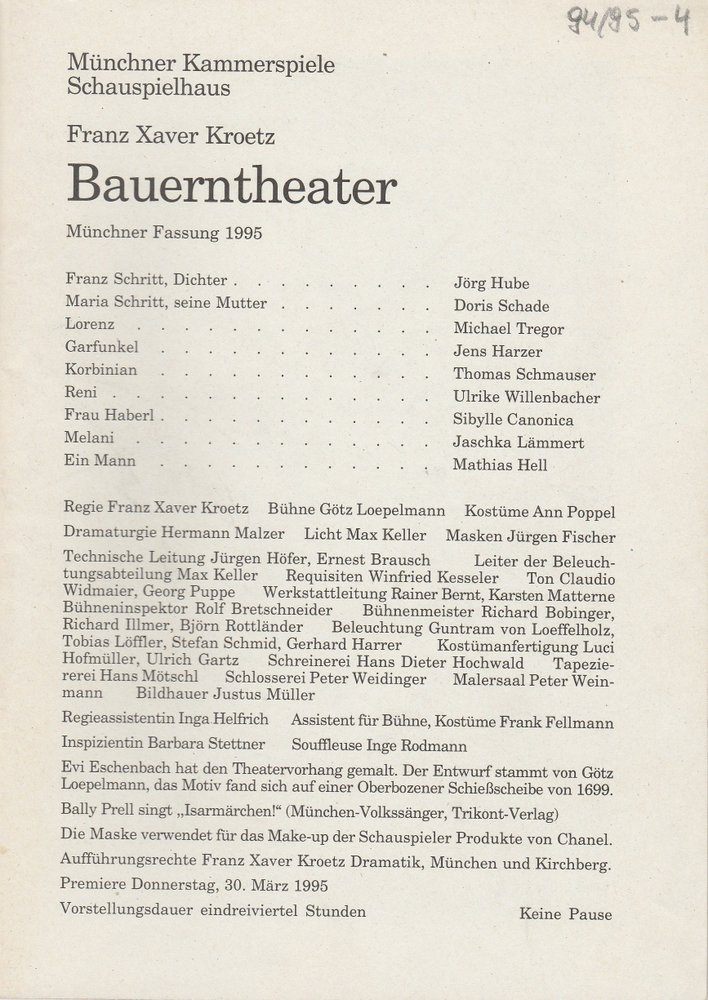 94/95-4
Münchner Kammerspiele
Schauspielhaus
Franz Xaver Kroetz
Bauerntheater
Münchner Fassung 1995
Franz Schritt, Dichter . . . . . . . . . Jörg Hube
Maria Schritt, seine Mutter . . . . . . . Doris Schade
Lorenz . . . . . . . . . . . . . Michael Tregor
Garfunkel . . . . . . . . . . . . Jens Harzer
Korbinian . . . . . . . . . . . . Thomas Schmauser
Reni . . . . . . . . . . . . . . Ulrike Willenbacher
Frau Haberl . . . . . . . . . . . . Sibylle Canonica
Melani . . . . . . . . . . . . . Jaschka Lämmert
Ein Mann . . . . . . . . . . . . Mathias Hell
Regie Franz Xaver Kroetz Bühne Götz Loepelmann Kostüme Ann Poppel
Dramaturgie Hermann Malzer Licht Max Keller Masken Jürgen Fischer
Technische Leitung Jürgen Höfer, Ernest Brausch Leiter der Beleuch-
tungsabteilung Max Keller Requisiten Winfried Kesseler Ton Claudio
Widmaier, Georg Puppe Werkstattleitung Rainer Bernt, Karsten Matterne
Bühneninspektor Rolf Bretschneider Bühnenmeister Richard Bobinger,
Richard Illmer, Björn Rottländer Beleuchtung Guntram von Loeffelholz,
Tobias Löffler, Stefan Schmid, Gerhard Harrer Kostümanfertigung Luci
Hofmüller, Ulrich Gartz Schreinerei Hans Dieter Hochwald Tapezie-
rerei Hans Mötschl Schlosserei Peter Weidinger Malersaal Peter Wein-
mann Bildhauer Justus Müller
Regieassistentin Inga Helfrich Assistent für Bühne, Kostüme Frank Fellmann
Inspizientin Barbara Stettner Souffleuse Inge Rodmann
Evi Eschenbach hat den Theatervorhang gemalt. Der Entwurf stammt von Götz
Loepelmann, das Motiv fand sich auf einer Oberbozener Schießscheibe von 1699.
Bally Prell singt „Isarmärchen!“ (München-Volkssänger, Trikont-Verlag)
Die Maske verwendet für das Make-up der Schauspieler Produkte von Chanel.
Aufführungsrechte Franz Xaver Kroetz Dramatik, München und Kirchberg.
Premiere Donnerstag, 30. März 1995
Vorstellungsdauer eindreiviertel Stunden Keine Pause